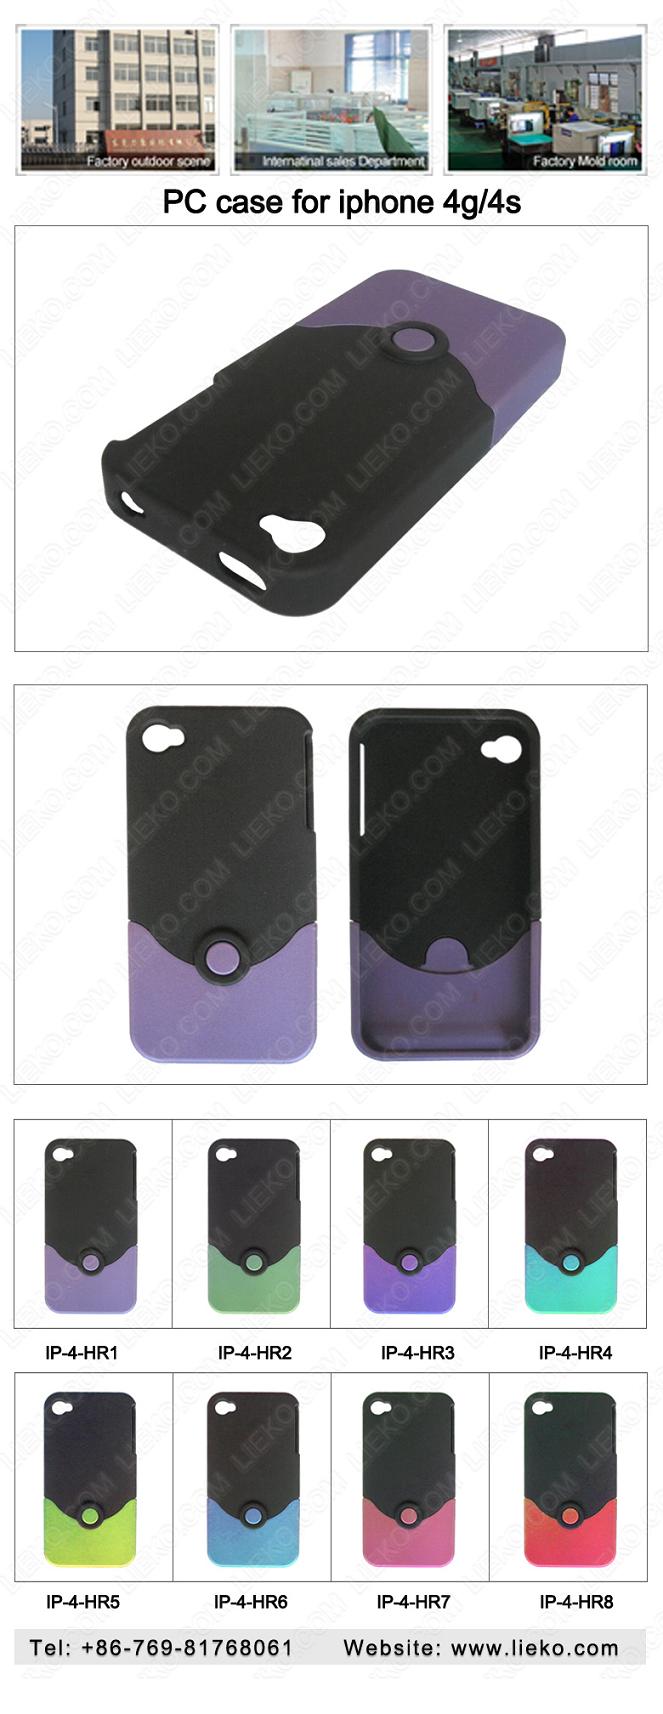 Factory outdoor scene
Internatinal sales Department
Factory Mold room
PC case for iphone 4g/4s
IP-4-HR1
IP-4-HR2
IP-4-HR3
IP-4-HR4
IP-4-HR5
IP-4-HR6
IP-4-HR7
IP-4-HR8
Tel: +86-769-81768061
Website: www.lieko.com
LIEKO.COM